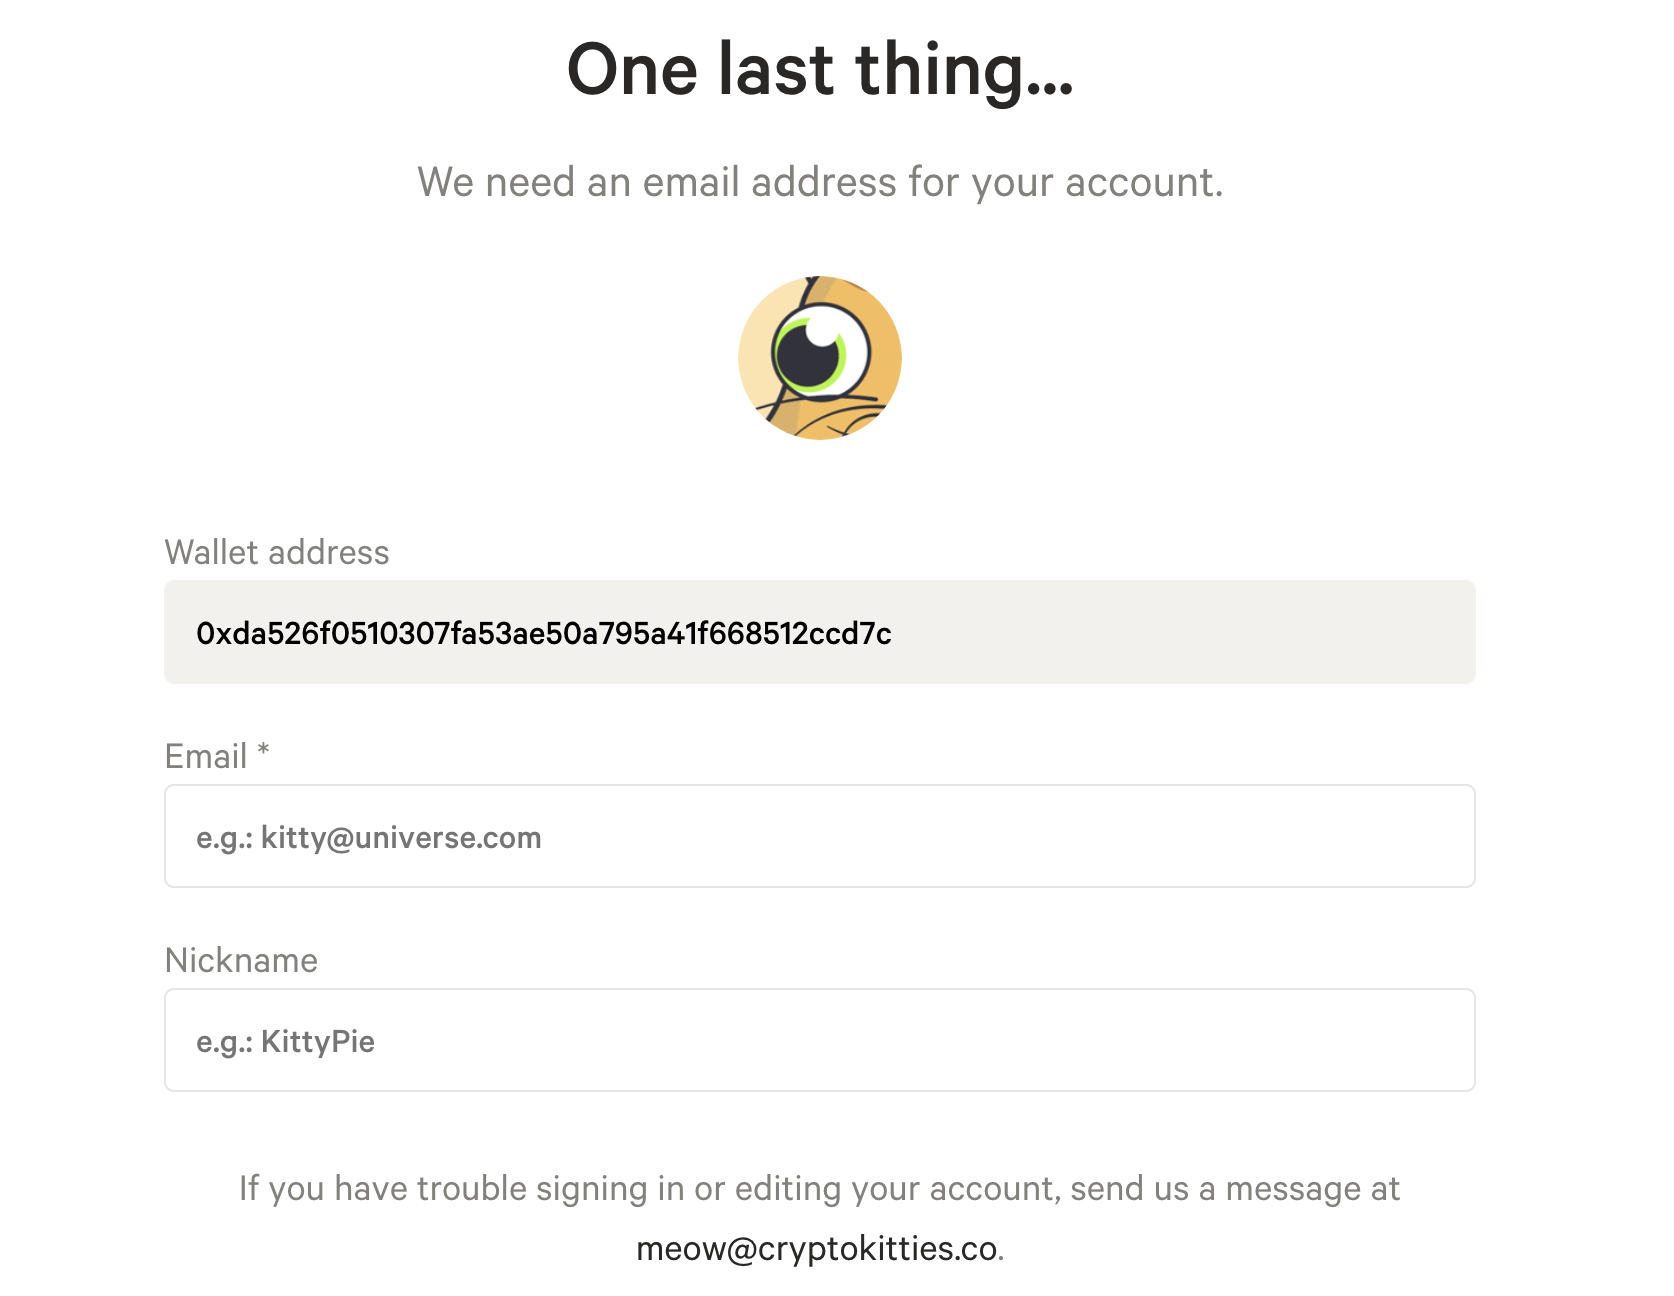 One last thing...
We need an email address for your account.
Wallet address
0xda526f0510307fa53ae50a795a41f668512ccd7c
Email *
e.g.: kitty@universe.com
Nickname
e.g.: KittyPie
If you have trouble signing in or editing your account, send us a message at
meow@cryptokitties.co.